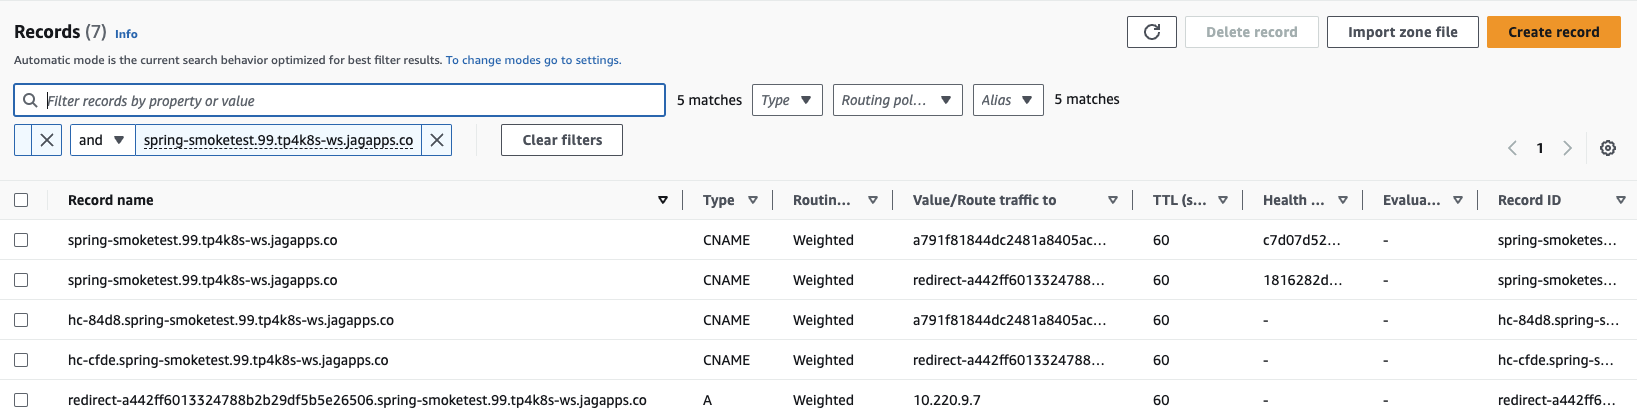 Records (7) Info
Delete record
Import zone file
Create record
Automatic mode is the current search behavior optimized for best filter results. To change modes go to settings.
Filter records by property or value
5 matches
Type
Routing pol...
Alias
5 matches
and
spring-smoketest.99.tp4k8s-ws.jagapps.co
Clear filters
1
Record name Type Routin... Value/Route traffic to TTL (s... Health ... Evalua... Record ID
spring-smoketest.99.tp4k8s-ws.jagapps.co CNAME Weighted a791f81844dc2481a8405ac... 60 c7d07d52... - spring-smoketes...
spring-smoketest.99.tp4k8s-ws.jagapps.co CNAME Weighted redirect-a442ff6013324788... 60 1816282d... - spring-smoketes...
hc-84d8.spring-smoketest.99.tp4k8s-ws.jagapps.co CNAME Weighted a791f81844dc2481a8405ac... 60 - - hc-84d8.spring-s...
hc-cfde.spring-smoketest.99.tp4k8s-ws.jagapps.co CNAME Weighted redirect-a442ff6013324788... 60 - - hc-cfde.spring-s...
redirect-a442ff6013324788b2b29df5b5e26506.spring-smoketest.99.tp4k8s-ws.jagapps.co A Weighted 10.220.9.7 60 - - redirect-a442ff6...